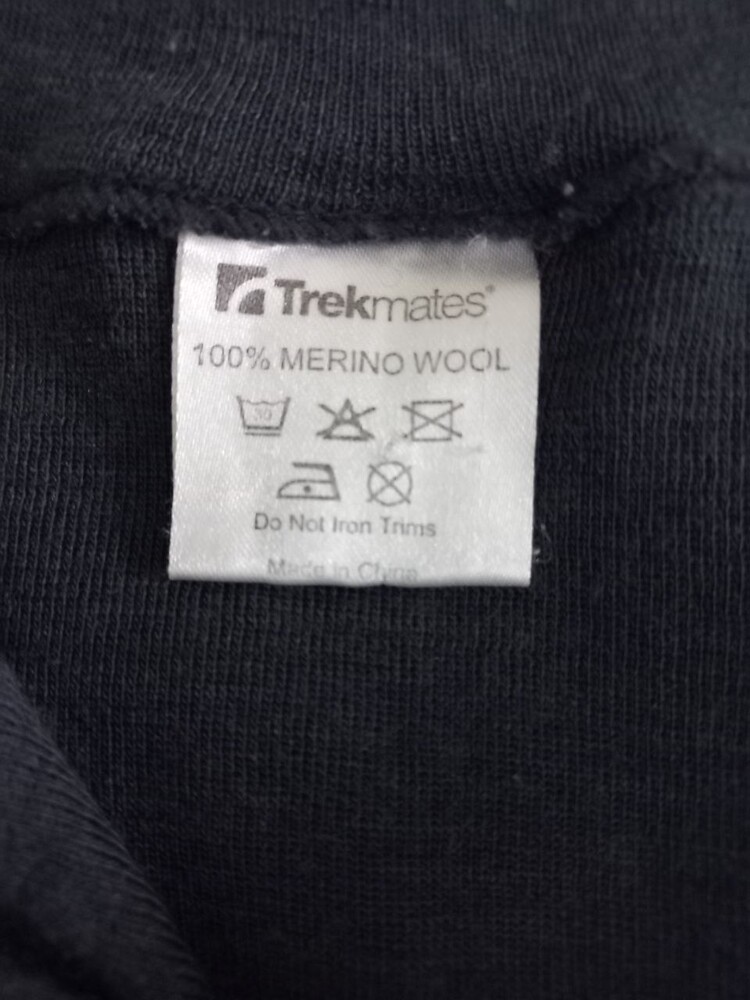 Trekmates®
100% MERINO WOOL
30
Do Not Iron Trims
Made in China